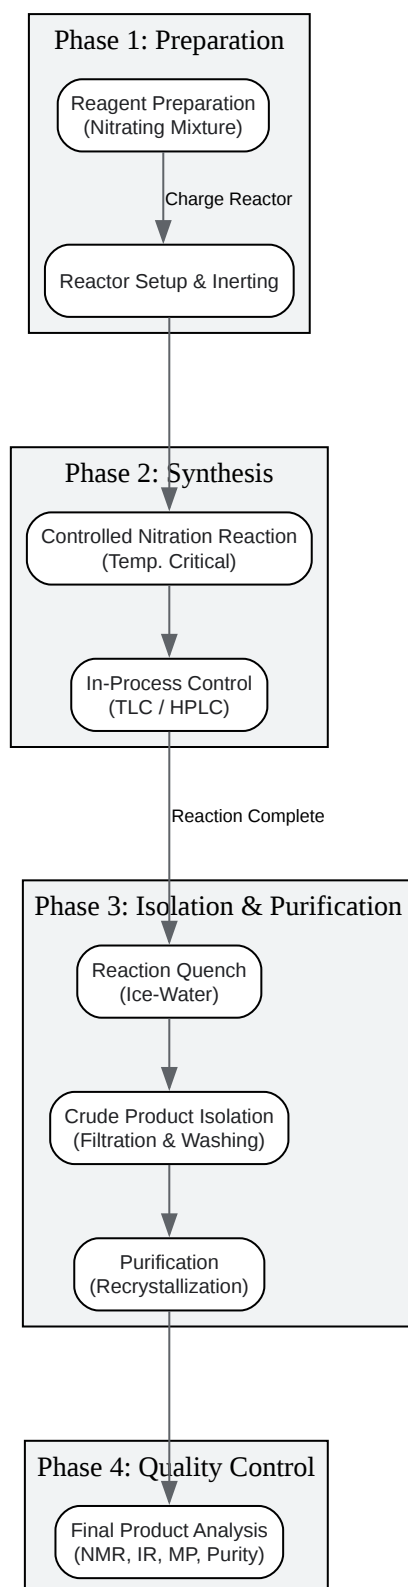 Phase 1: Preparation
Reagent Preparation
(Nitrating Mixture)
Charge Reactor
Reactor Setup & Inerting
Phase 2: Synthesis
Controlled Nitration Reaction
(Temp. Critical)
In-Process Control
(TLC / HPLC)
Reaction Complete
Phase 3: Isolation & Purification
Reaction Quench
(Ice-Water)
Crude Product Isolation
(Filtration & Washing)
Purification
(Recrystallization)
Phase 4: Quality Control
Final Product Analysis
(NMR, IR, MP, Purity)